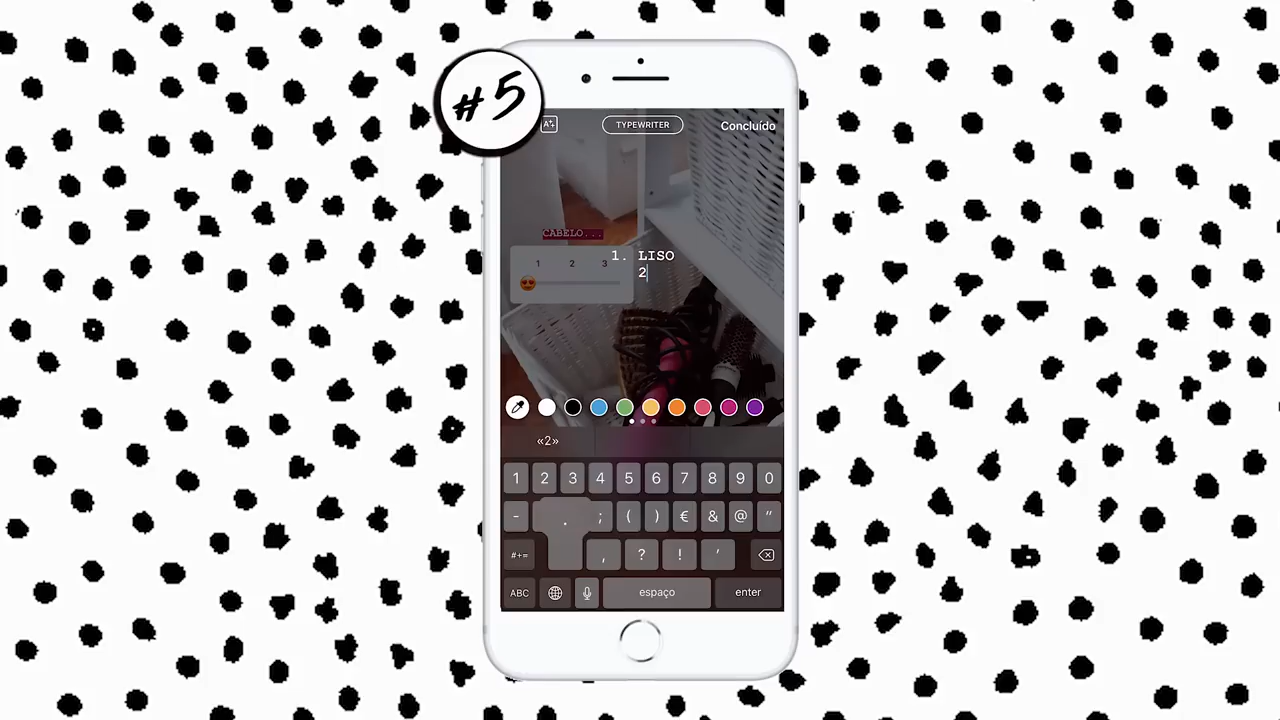 #5
TYPEWRITER
Concluído
CABELO...
1 2 3
1. LISO
2
«2»
1 2 3 4 5 6 7 8 9 0
- . ; ( ) € & @ "
#+= . , ? ! '
ABC espaço enter